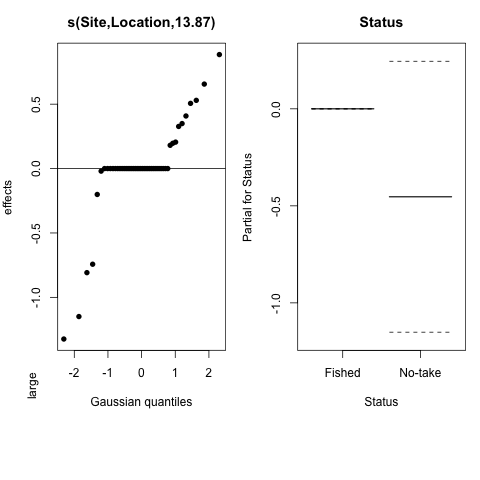 s(Site,Location,13.87)
effects
0.5
0.0
-0.5
-1.0
large
-2 -1 0 1 2
Gaussian quantiles
Status
Partial for Status
0.0
-0.5
-1.0
Fished No-take
Status